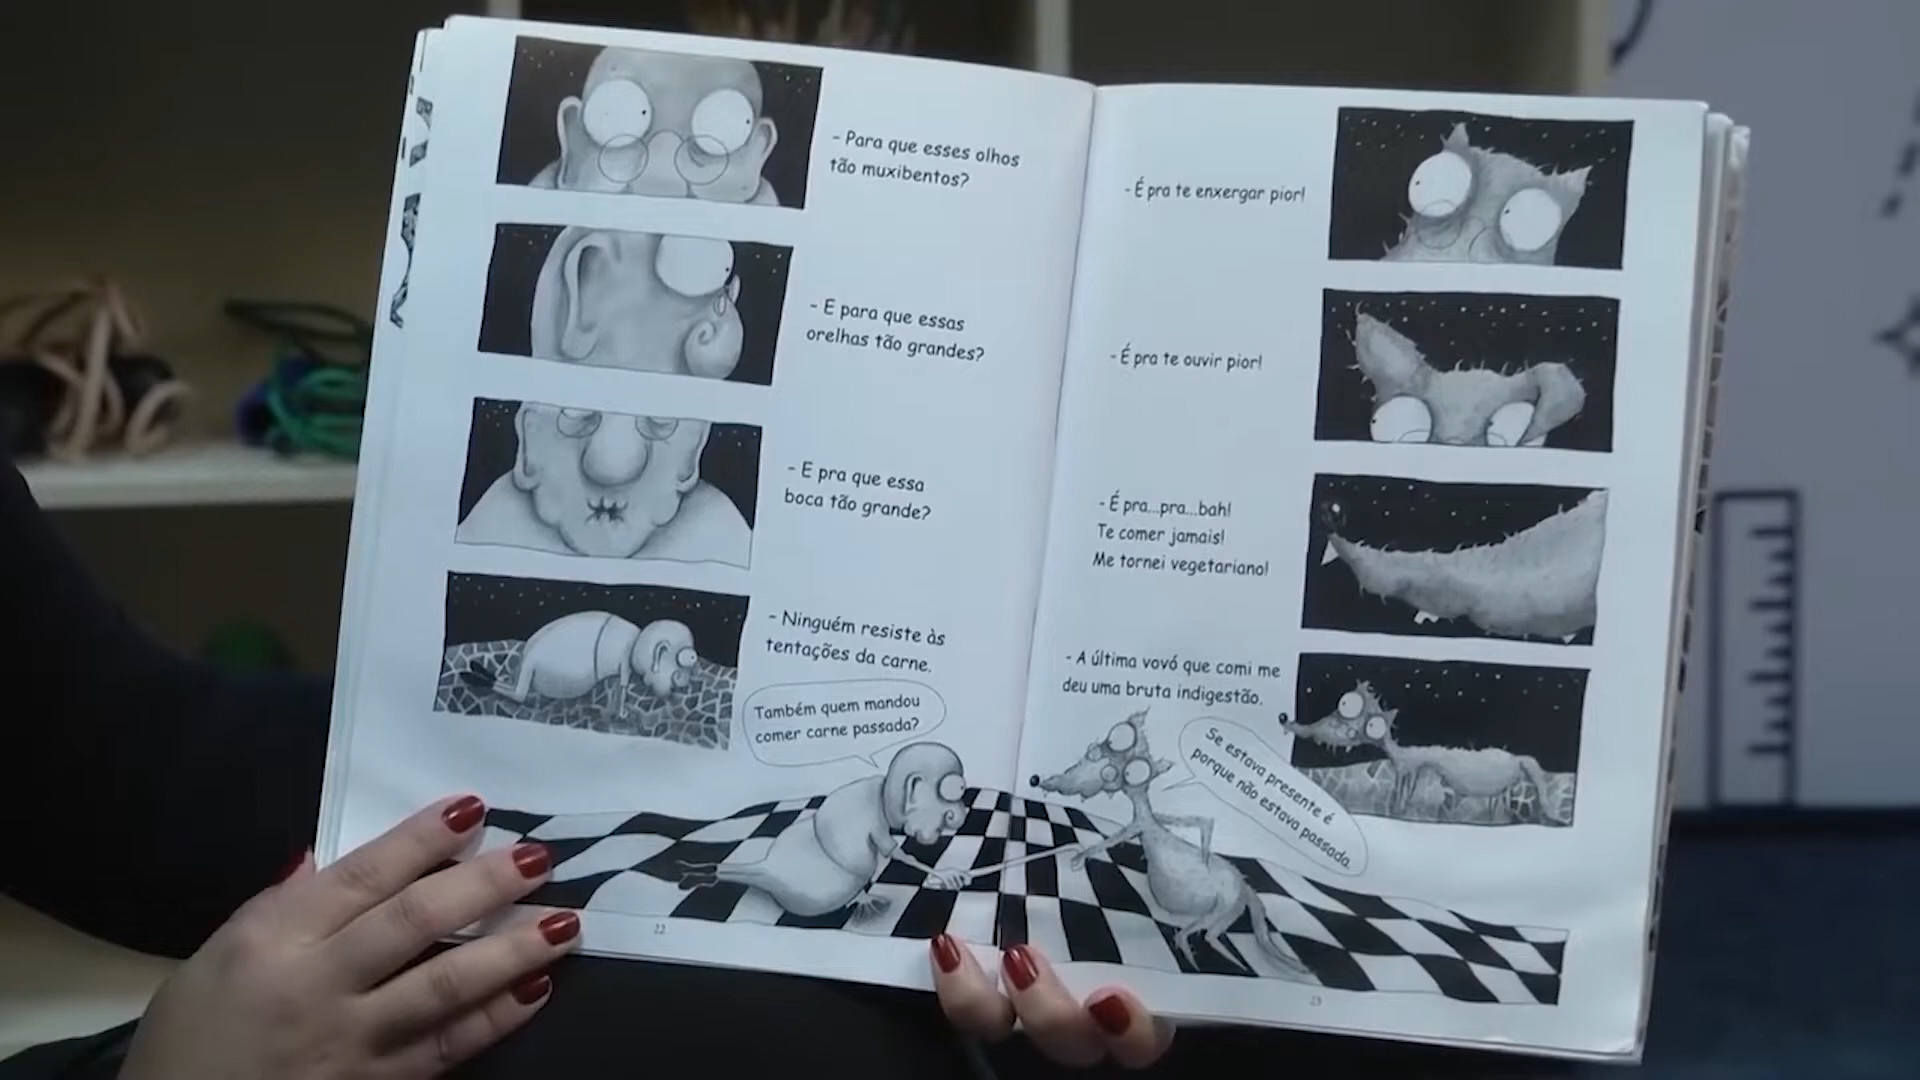 - Para que esses olhos
tão muxibentos?
- E para que essas
orelhas tão grandes?
- E pra que essa
boca tão grande?
- Ninguém resiste às
tentações da carne.
Também quem mandou
comer carne passada?
22
- É pra te enxergar pior!
- É pra te ouvir pior!
- É pra...pra...bah!
Te comer jamais!
Me tornei vegetariano!
- A última vovó que comi me
deu uma bruta indigestão.
Se estava presente é
porque não estava passada.
23